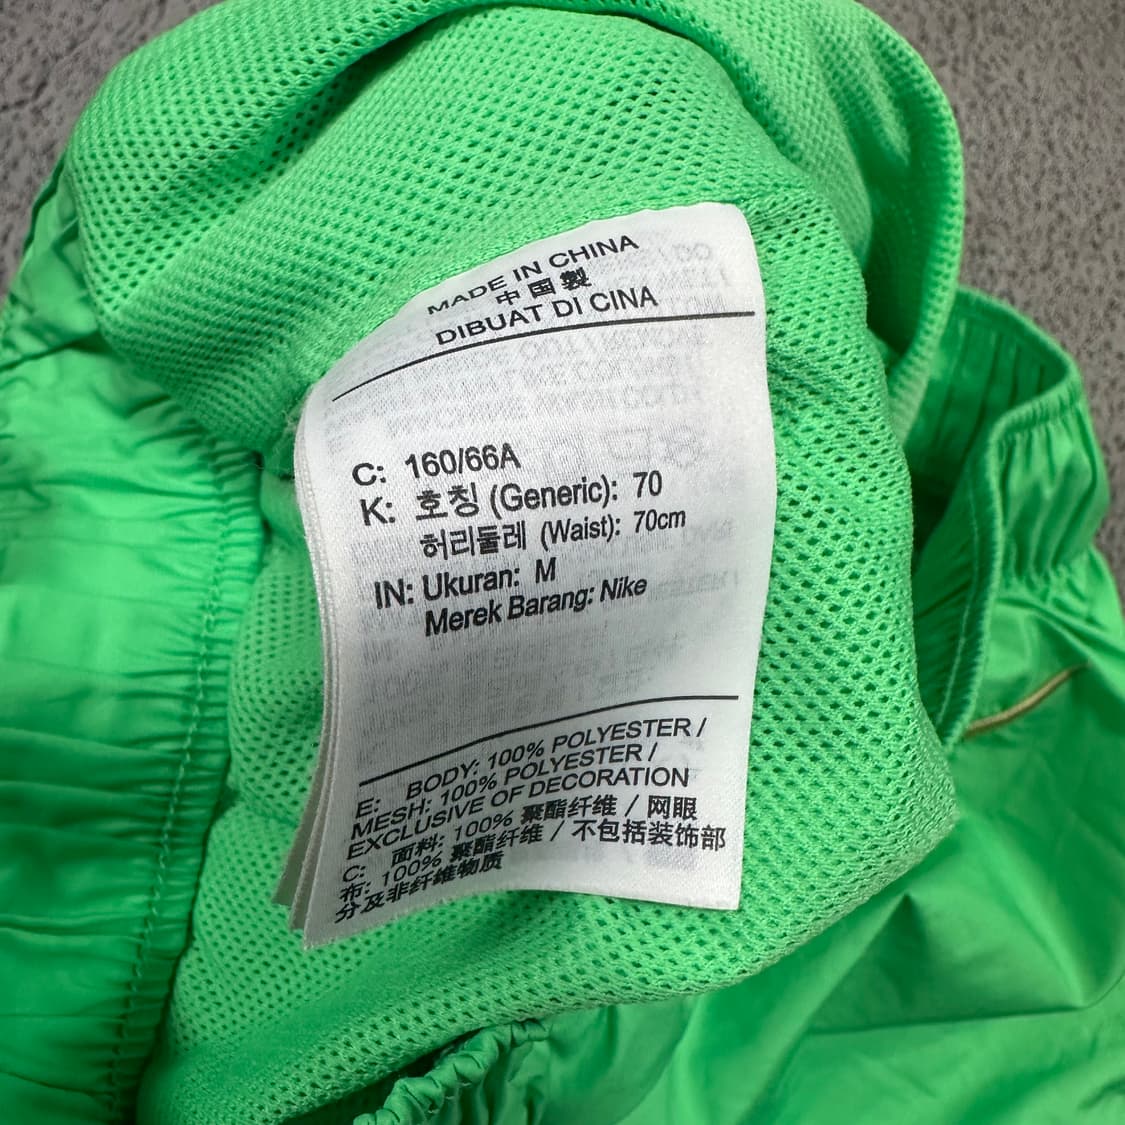 MADE IN CHINA
中国製
DIBUAT DI CINA
C: 160/66A
K: 호칭 (Generic): 70
허리둘레 (Waist): 70cm
IN: Ukuran: M
Merek Barang: Nike
E: BODY: 100% POLYESTER /
MESH: 100% POLYESTER /
EXCLUSIVE OF DECORATION
C: 面料: 100% 聚酯纤维 / 网眼
布: 100% 聚酯纤维 / 不包括装饰部
分及非纤维物质